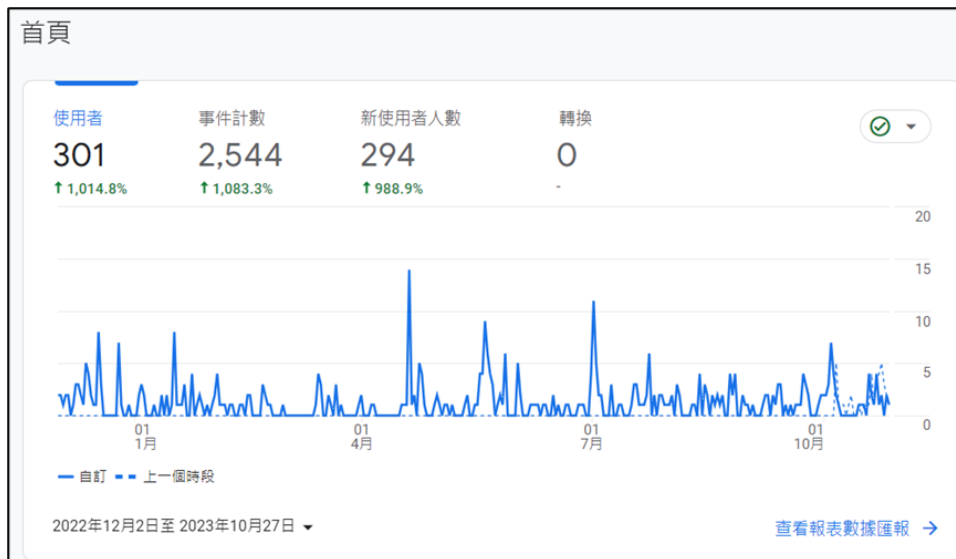 首頁
使用者 事件計數 新使用者人數 轉換
301 2,544 294 0
↑ 1,014.8% ↑ 1,083.3% ↑ 988.9% -
20
15
10
5
0
01 01 01 01
1月 4月 7月 10月
自訂 上一個時段
2022年12月2日至 2023年10月27日
查看報表數據匯報 →